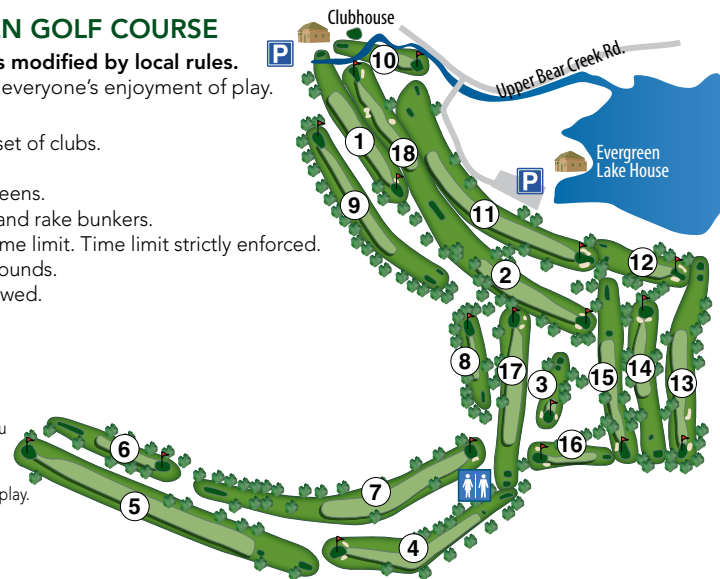 EN GOLF COURSE
s modified by local rules.
everyone's enjoyment of play.
set of clubs.
eens.
and rake bunkers.
me limit. Time limit strictly enforced.
ounds.
wed.
u
play.
Clubhouse
P
10
Upper Bear Creek Rd.
1
18
Evergreen
Lake House
P
9
11
12
2
8
17
3
15
14
13
16
6
7
5
4